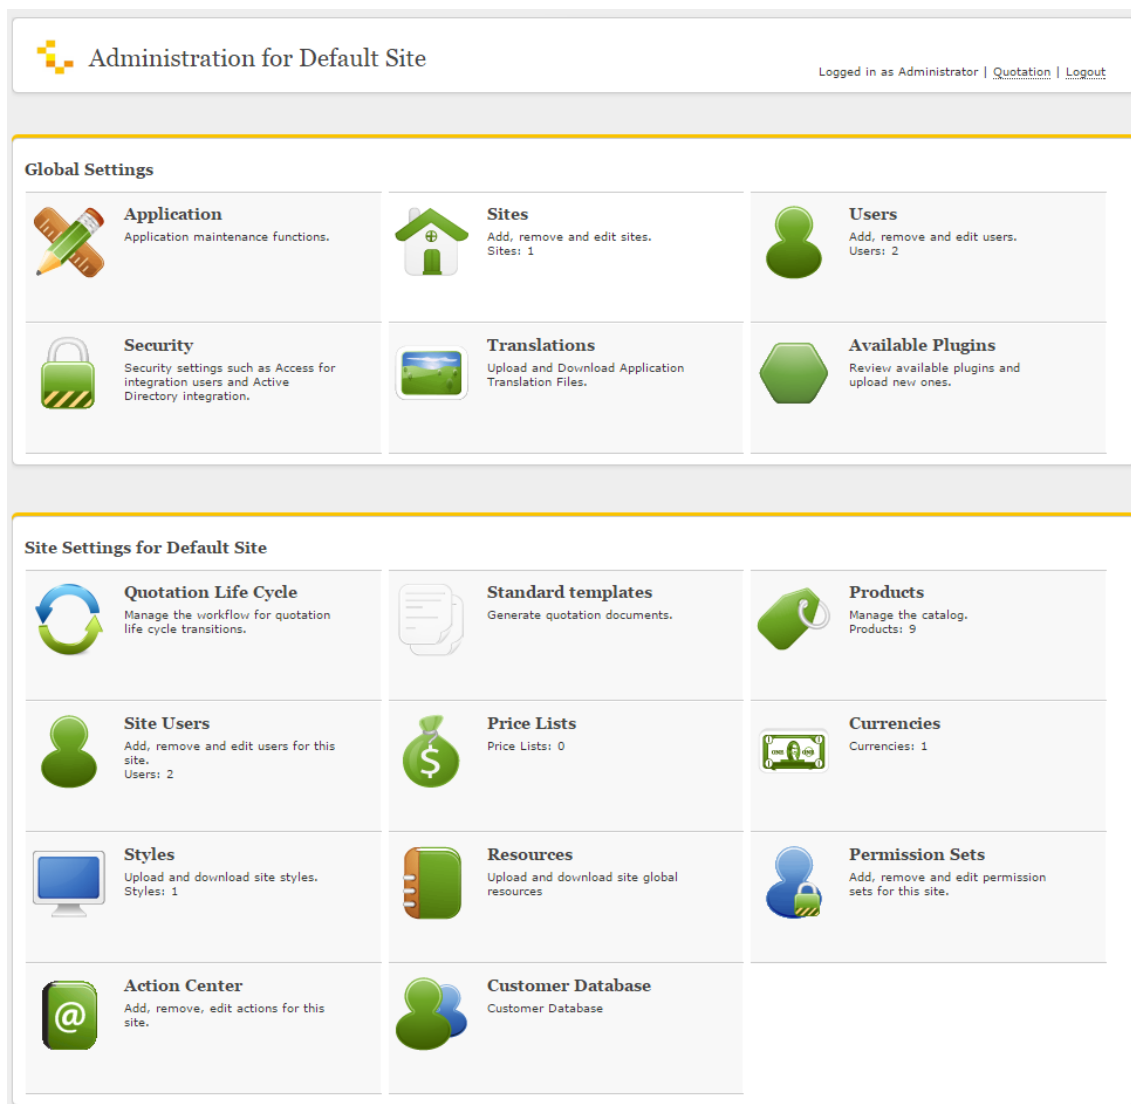 Administration for Default Site
Logged in as Administrator | Quotation | Logout
Global Settings
Application
Application maintenance functions.
Sites
Add, remove and edit sites.
Sites: 1
Users
Add, remove and edit users.
Users: 2
Security
Security settings such as Access for
integration users and Active
Directory integration.
Translations
Upload and Download Application
Translation Files.
Available Plugins
Review available plugins and
upload new ones.
Site Settings for Default Site
Quotation Life Cycle
Manage the workflow for quotation
life cycle transitions.
Standard templates
Generate quotation documents.
Products
Manage the catalog.
Products: 9
Site Users
Add, remove and edit users for this
site.
Users: 2
Price Lists
Price Lists: 0
$
Currencies
Currencies: 1
ONE ONE
Styles
Upload and download site styles.
Styles: 1
Resources
Upload and download site global
resources
Permission Sets
Add, remove and edit permission
sets for this site.
Action Center
Add, remove, edit actions for this
site.
@
Customer Database
Customer Database